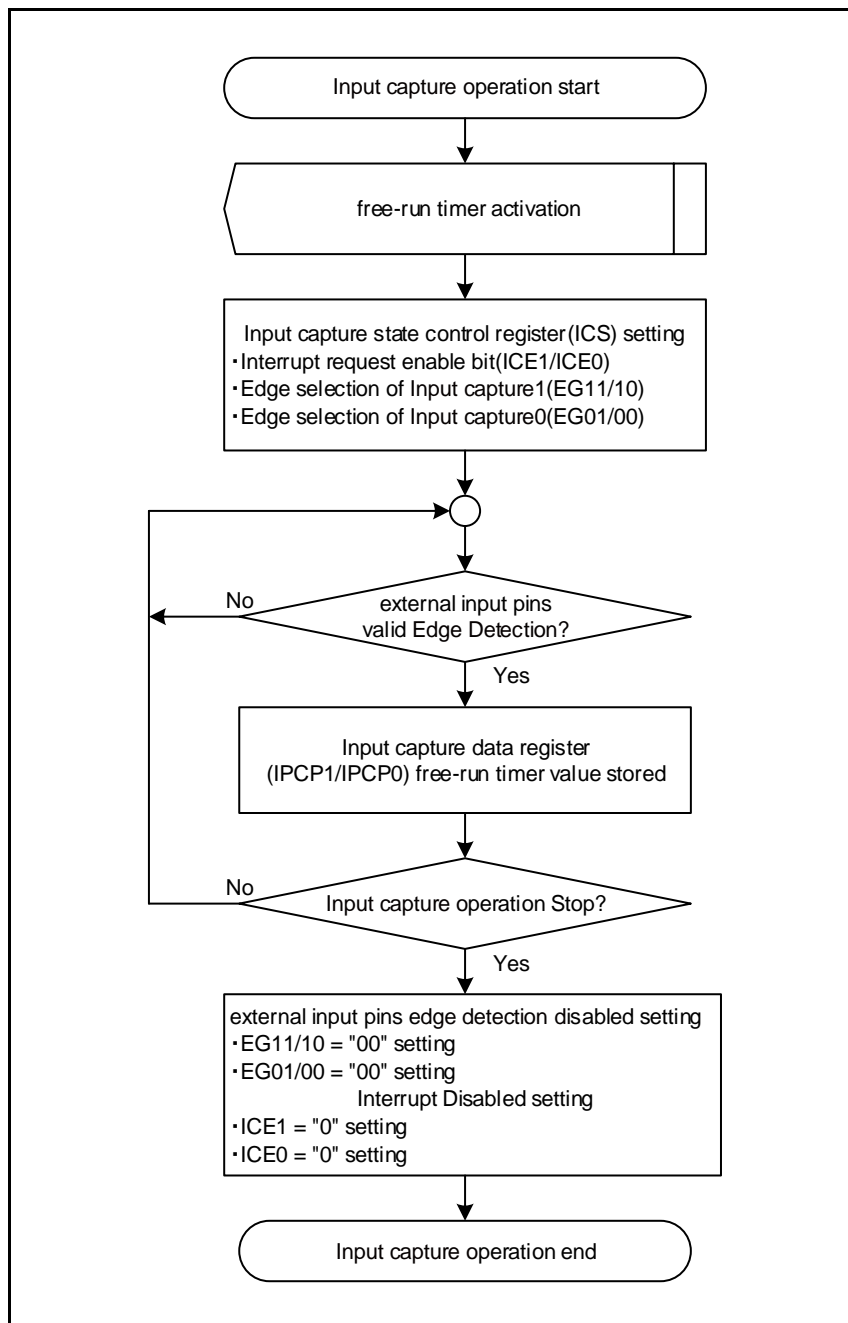 Input capture operation start
free-run timer activation
Input capture state control register(ICS) setting
・Interrupt request enable bit(ICE1/ICE0)
・Edge selection of Input capture1(EG11/10)
・Edge selection of Input capture0(EG01/00)
No
external input pins
valid Edge Detection?
Yes
Input capture data register
(IPCP1/IPCP0) free-run timer value stored
No
Input capture operation Stop?
Yes
external input pins edge detection disabled setting
・EG11/10 = "00" setting
・EG01/00 = "00" setting
Interrupt Disabled setting
・ICE1 = "0" setting
・ICE0 = "0" setting
Input capture operation end